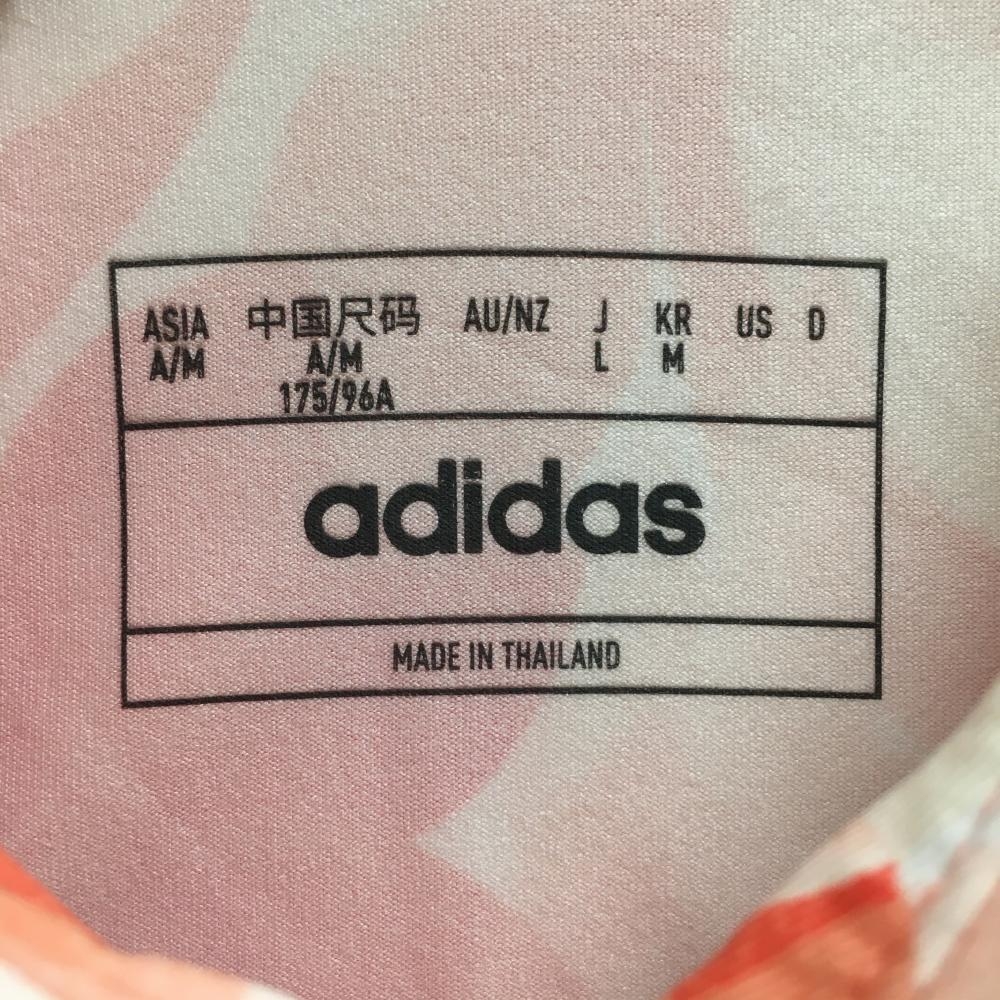 ASIA 中国尺码 AU/NZ J KR US D
A/M A/M L M
175/96A
adidas
MADE IN THAILAND